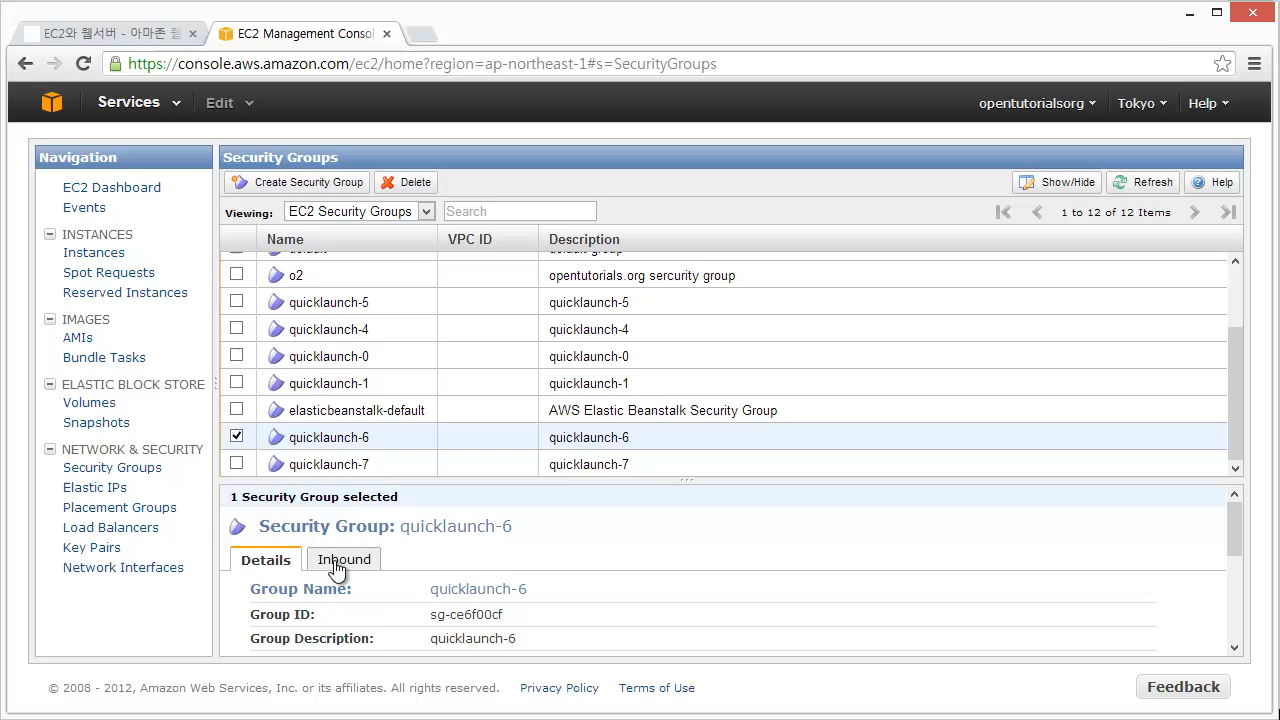 EC2와 웹서버 - 아마존 웹
EC2 Management Consol
https://console.aws.amazon.com/ec2/home?region=ap-northeast-1#s=SecurityGroups
Services Edit opentutorialsorg Tokyo Help
Navigation
EC2 Dashboard
Events
INSTANCES
Instances
Spot Requests
Reserved Instances
IMAGES
AMIs
Bundle Tasks
ELASTIC BLOCK STORE
Volumes
Snapshots
NETWORK & SECURITY
Security Groups
Elastic IPs
Placement Groups
Load Balancers
Key Pairs
Network Interfaces
Security Groups
Create Security Group Delete Show/Hide Refresh Help
Viewing: EC2 Security Groups Search 1 to 12 of 12 Items
Name VPC ID Description
default default group
o2 opentutorials.org sercurity group
quicklaunch-5 quicklaunch-5
quicklaunch-4 quicklaunch-4
quicklaunch-0 quicklaunch-0
quicklaunch-1 quicklaunch-1
elasticbeanstalk-default AWS Elastic Beanstalk Security Group
quicklaunch-6 quicklaunch-6
quicklaunch-7 quicklaunch-7
1 Security Group selected
Security Group: quicklaunch-6
Details Inbound
Group Name: quicklaunch-6
Group ID: sg-ce6f00cf
Group Description: quicklaunch-6
© 2008 - 2012, Amazon Web Services, Inc. or its affiliates. All rights reserved. Privacy Policy Terms of Use
Feedback